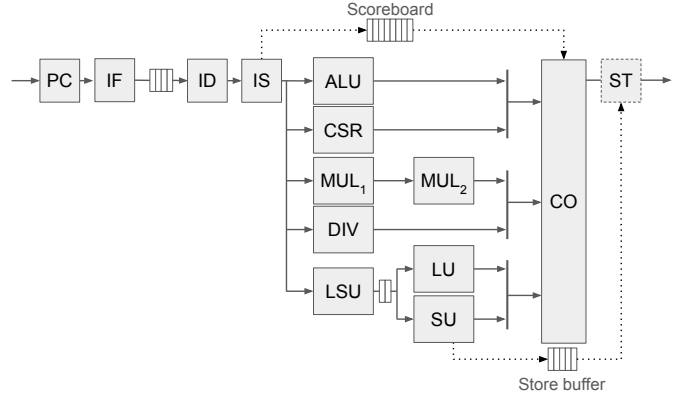 Scoreboard
PC IF ID IS ALU ST
CSR
MUL₁ MUL₂
CO
DIV
LU
LSU
SU
Store buffer